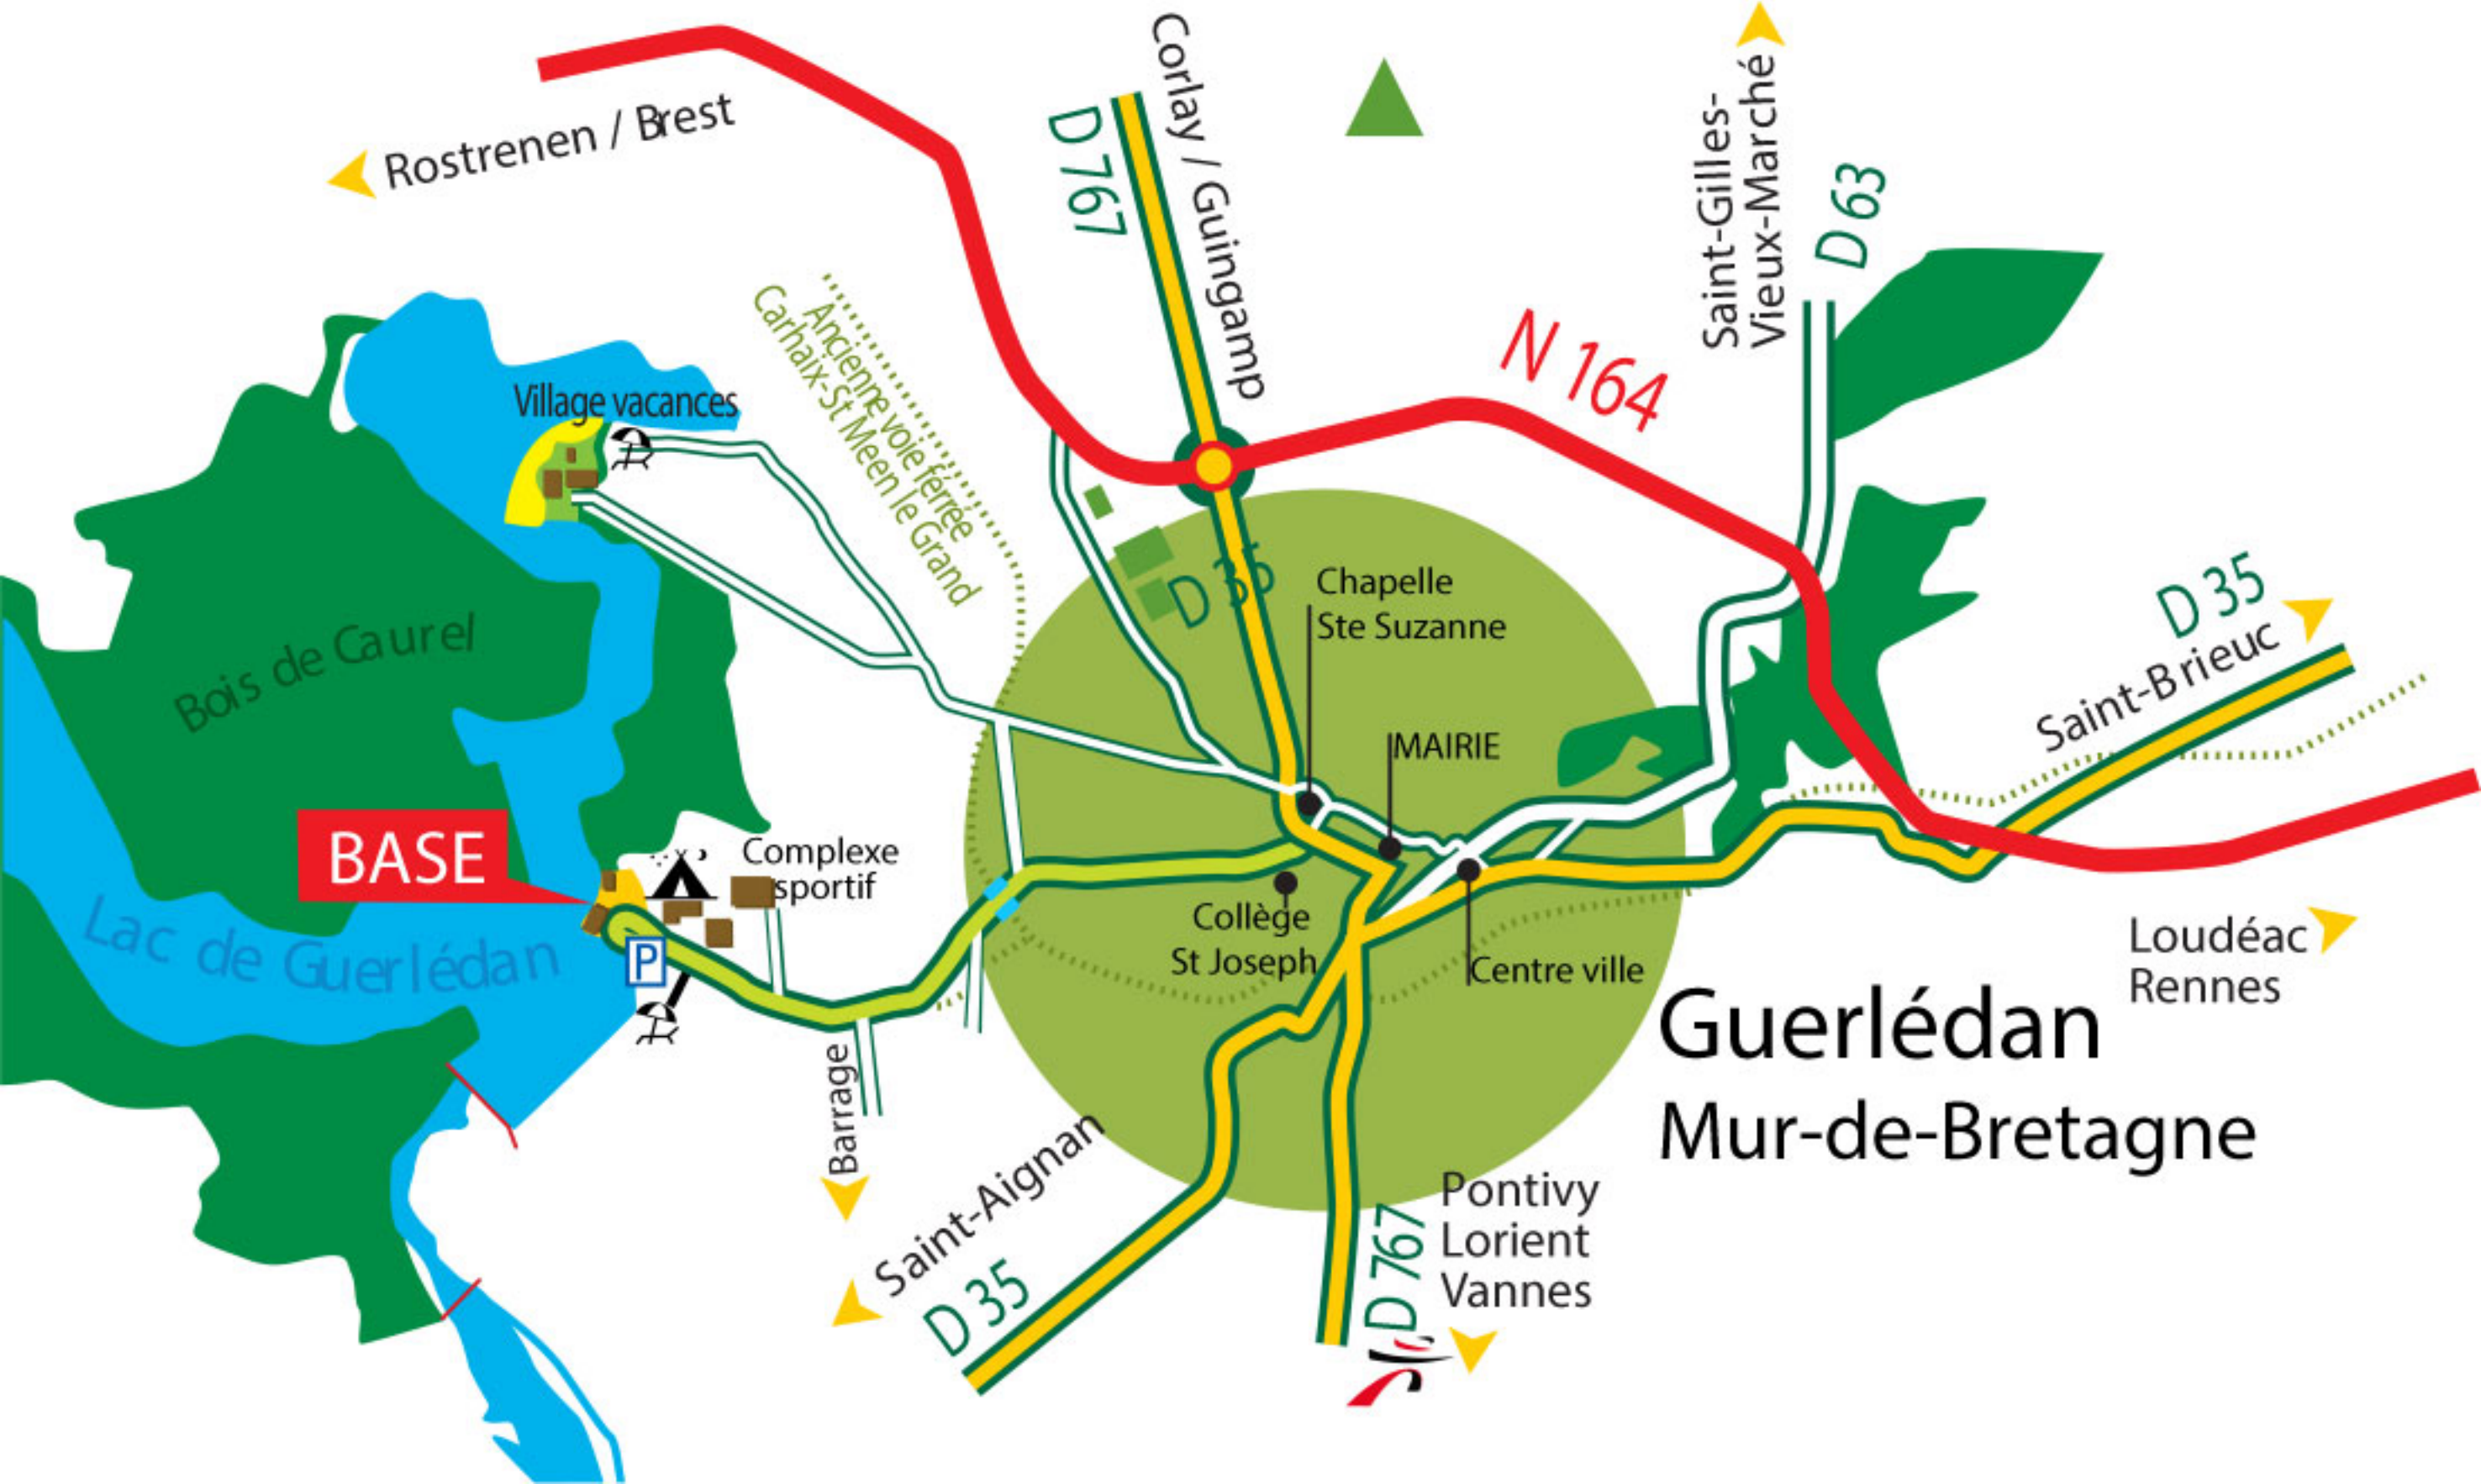 Corlay / Guingamp
D 767
Rostrenen / Brest
Saint-Gilles-
Vieux-Marché
D 63
N 164
Ancienne voie férrée
Carhaix-St Meen le Grand
Village vacances
D 35
Chapelle
Ste Suzanne
D 35
Saint-Brieuc
Bois de Caurel
MAIRIE
BASE
Complexe
sportif
Lac de Guerlédan
P
Collège
St Joseph
Centre ville
Loudéac
Rennes
Guerlédan
Mur-de-Bretagne
Barrage
Saint-Aignan
D 35
D 767
Pontivy
Lorient
Vannes